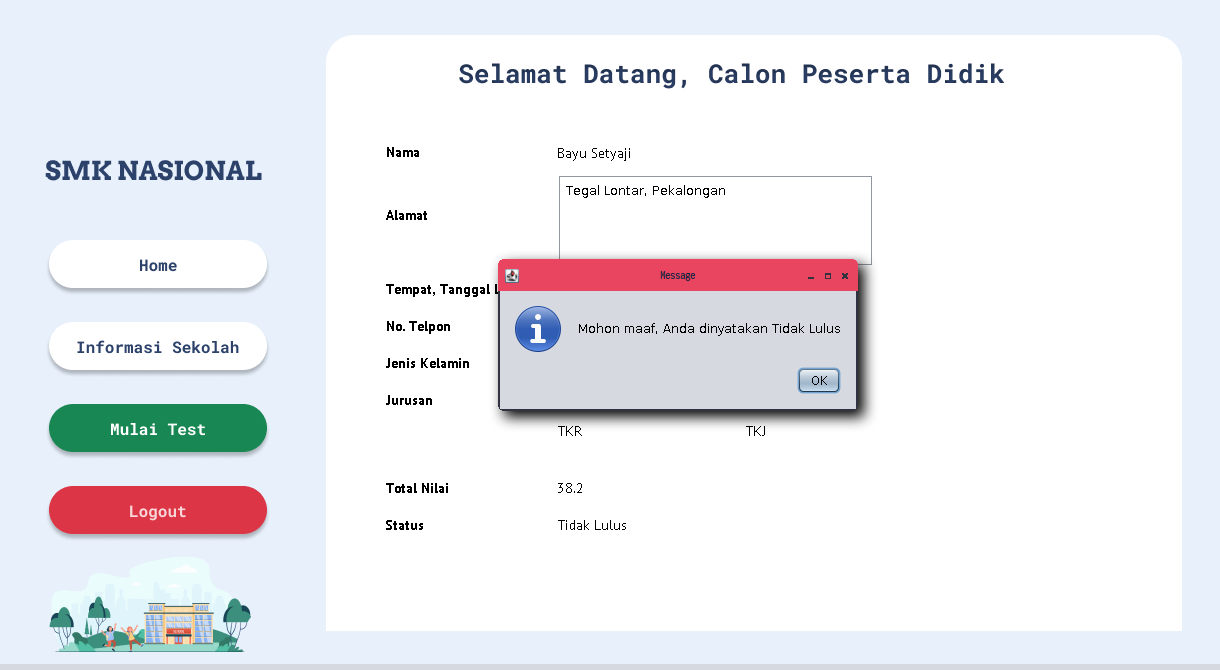 Selamat Datang, Calon Peserta Didik
SMK NASIONAL
Home
Informasi Sekolah
Mulai Test
Logout
Nama Bayu Setyaji
Alamat Tegal Lontar, Pekalongan
Tempat, Tanggal L
No. Telpon
Jenis Kelamin
Jurusan
TKR TKJ
Total Nilai 38.2
Status Tidak Lulus
Message
Mohon maaf, Anda dinyatakan Tidak Lulus
OK